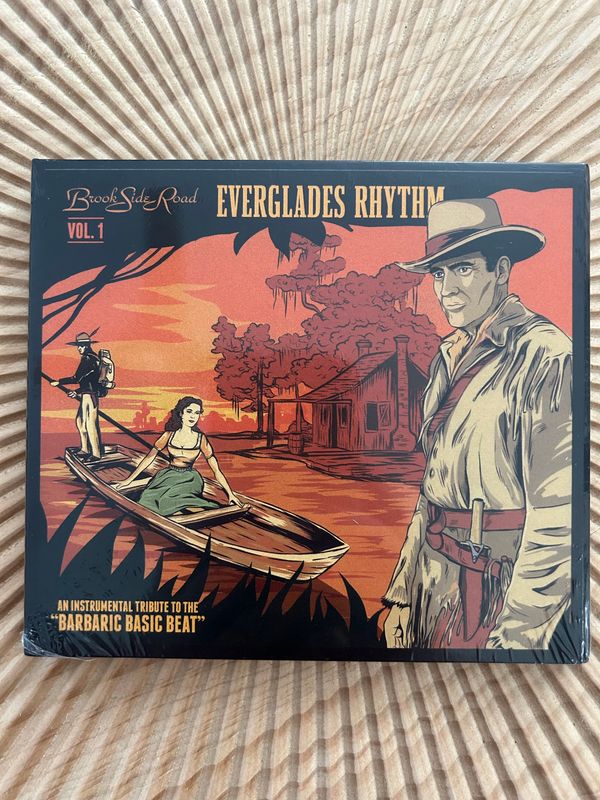 Brook Side Road
EVERGLADES RHYTHM
VOL. 1
AN INSTRUMENTAL TRIBUTE TO THE
"BARBARIC BASIC BEAT"